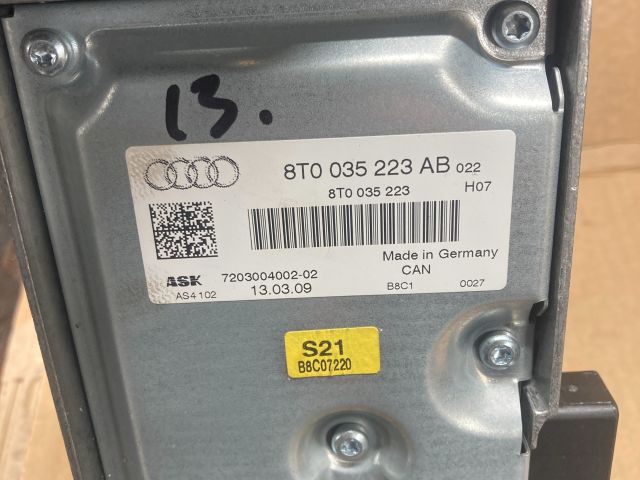 13.
8T0 035 223 AB 022
8T0 035 223 H07
Made in Germany
ASK 7203004002-02 CAN
AS4102 13.03.09 B8C1 0027
S21
B8C07220